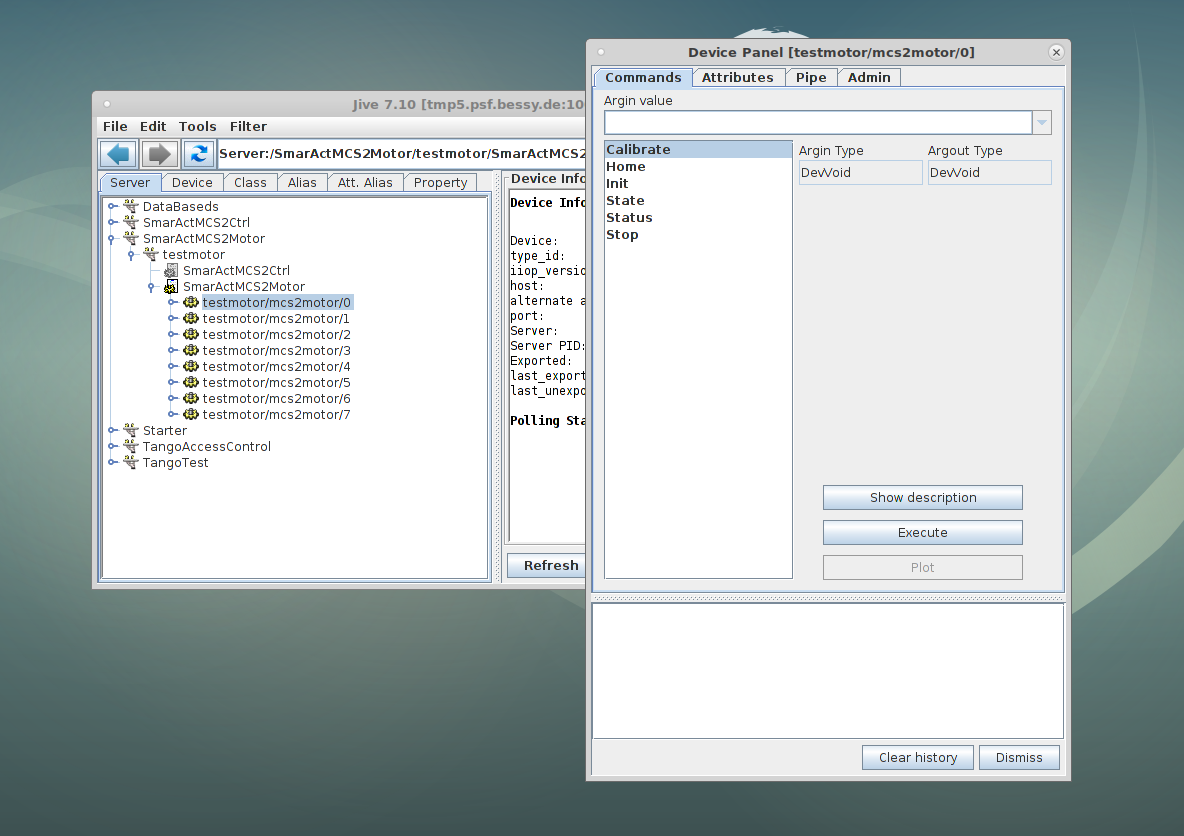 Jive 7.10 [tmp5.psf.bessy.de:10
File Edit Tools Filter
Server:/SmarActMCS2Motor/testmotor/SmarActMCS2
Server Device Class Alias Att. Alias Property
DataBaseds
SmarActMCS2Ctrl
SmarActMCS2Motor
testmotor
SmarActMCS2Ctrl
SmarActMCS2Motor
testmotor/mcs2motor/0
testmotor/mcs2motor/1
testmotor/mcs2motor/2
testmotor/mcs2motor/3
testmotor/mcs2motor/4
testmotor/mcs2motor/5
testmotor/mcs2motor/6
testmotor/mcs2motor/7
Starter
TangoAccessControl
TangoTest
Device Info
Device Info
Device:
type_id:
iiop_versio
host:
alternate a
port:
Server:
Server PID:
Exported:
last_export
last_unexpo
Polling Sta
Refresh
Device Panel [testmotor/mcs2motor/0]
Commands Attributes Pipe Admin
Argin value
Calibrate
Home
Init
State
Status
Stop
Argin Type Argout Type
DevVoid DevVoid
Show description
Execute
Plot
Clear history Dismiss